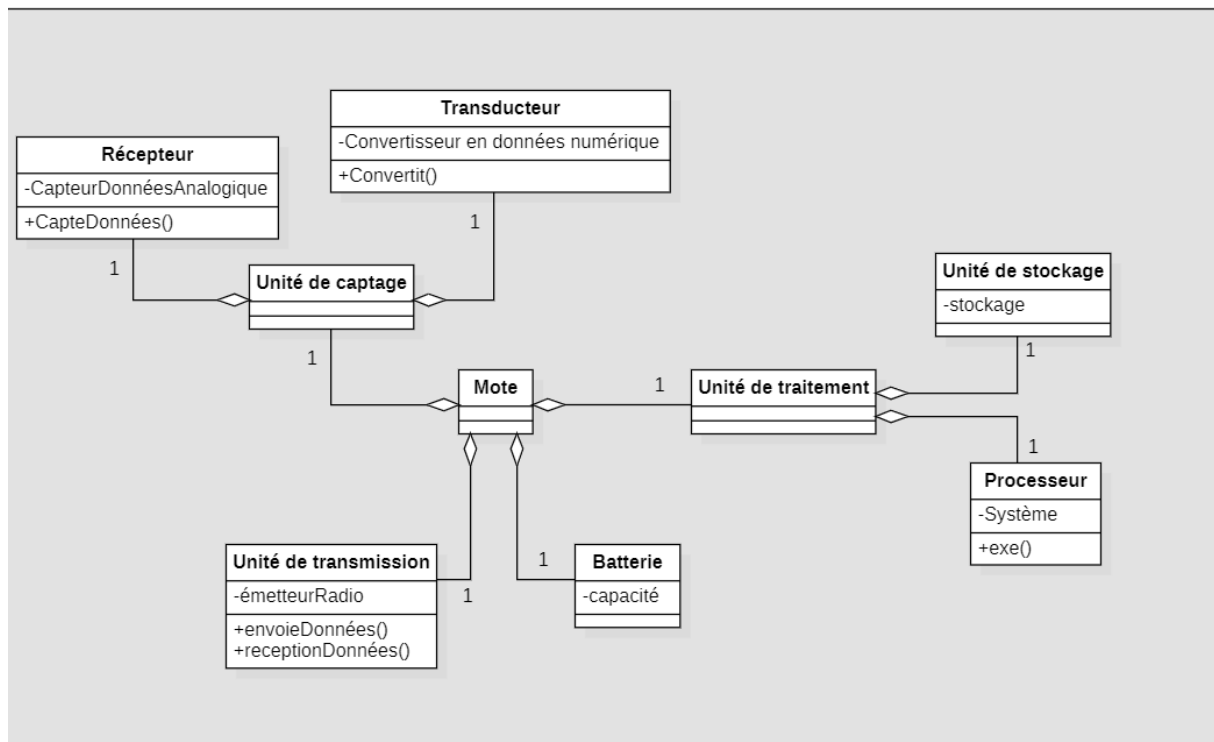 Transducteur
-Convertisseur en données numérique
+Convertit()
1
Récepteur
-CapteurDonnéesAnalogique
+CapteDonnées()
1
Unité de captage
1
Unité de stockage
-stockage
1
Mote
1
Unité de traitement
1
Processeur
-Système
+exe()
Unité de transmission
-émetteurRadio
+envoieDonnées()
+receptionDonnées()
1
1
Batterie
-capacité